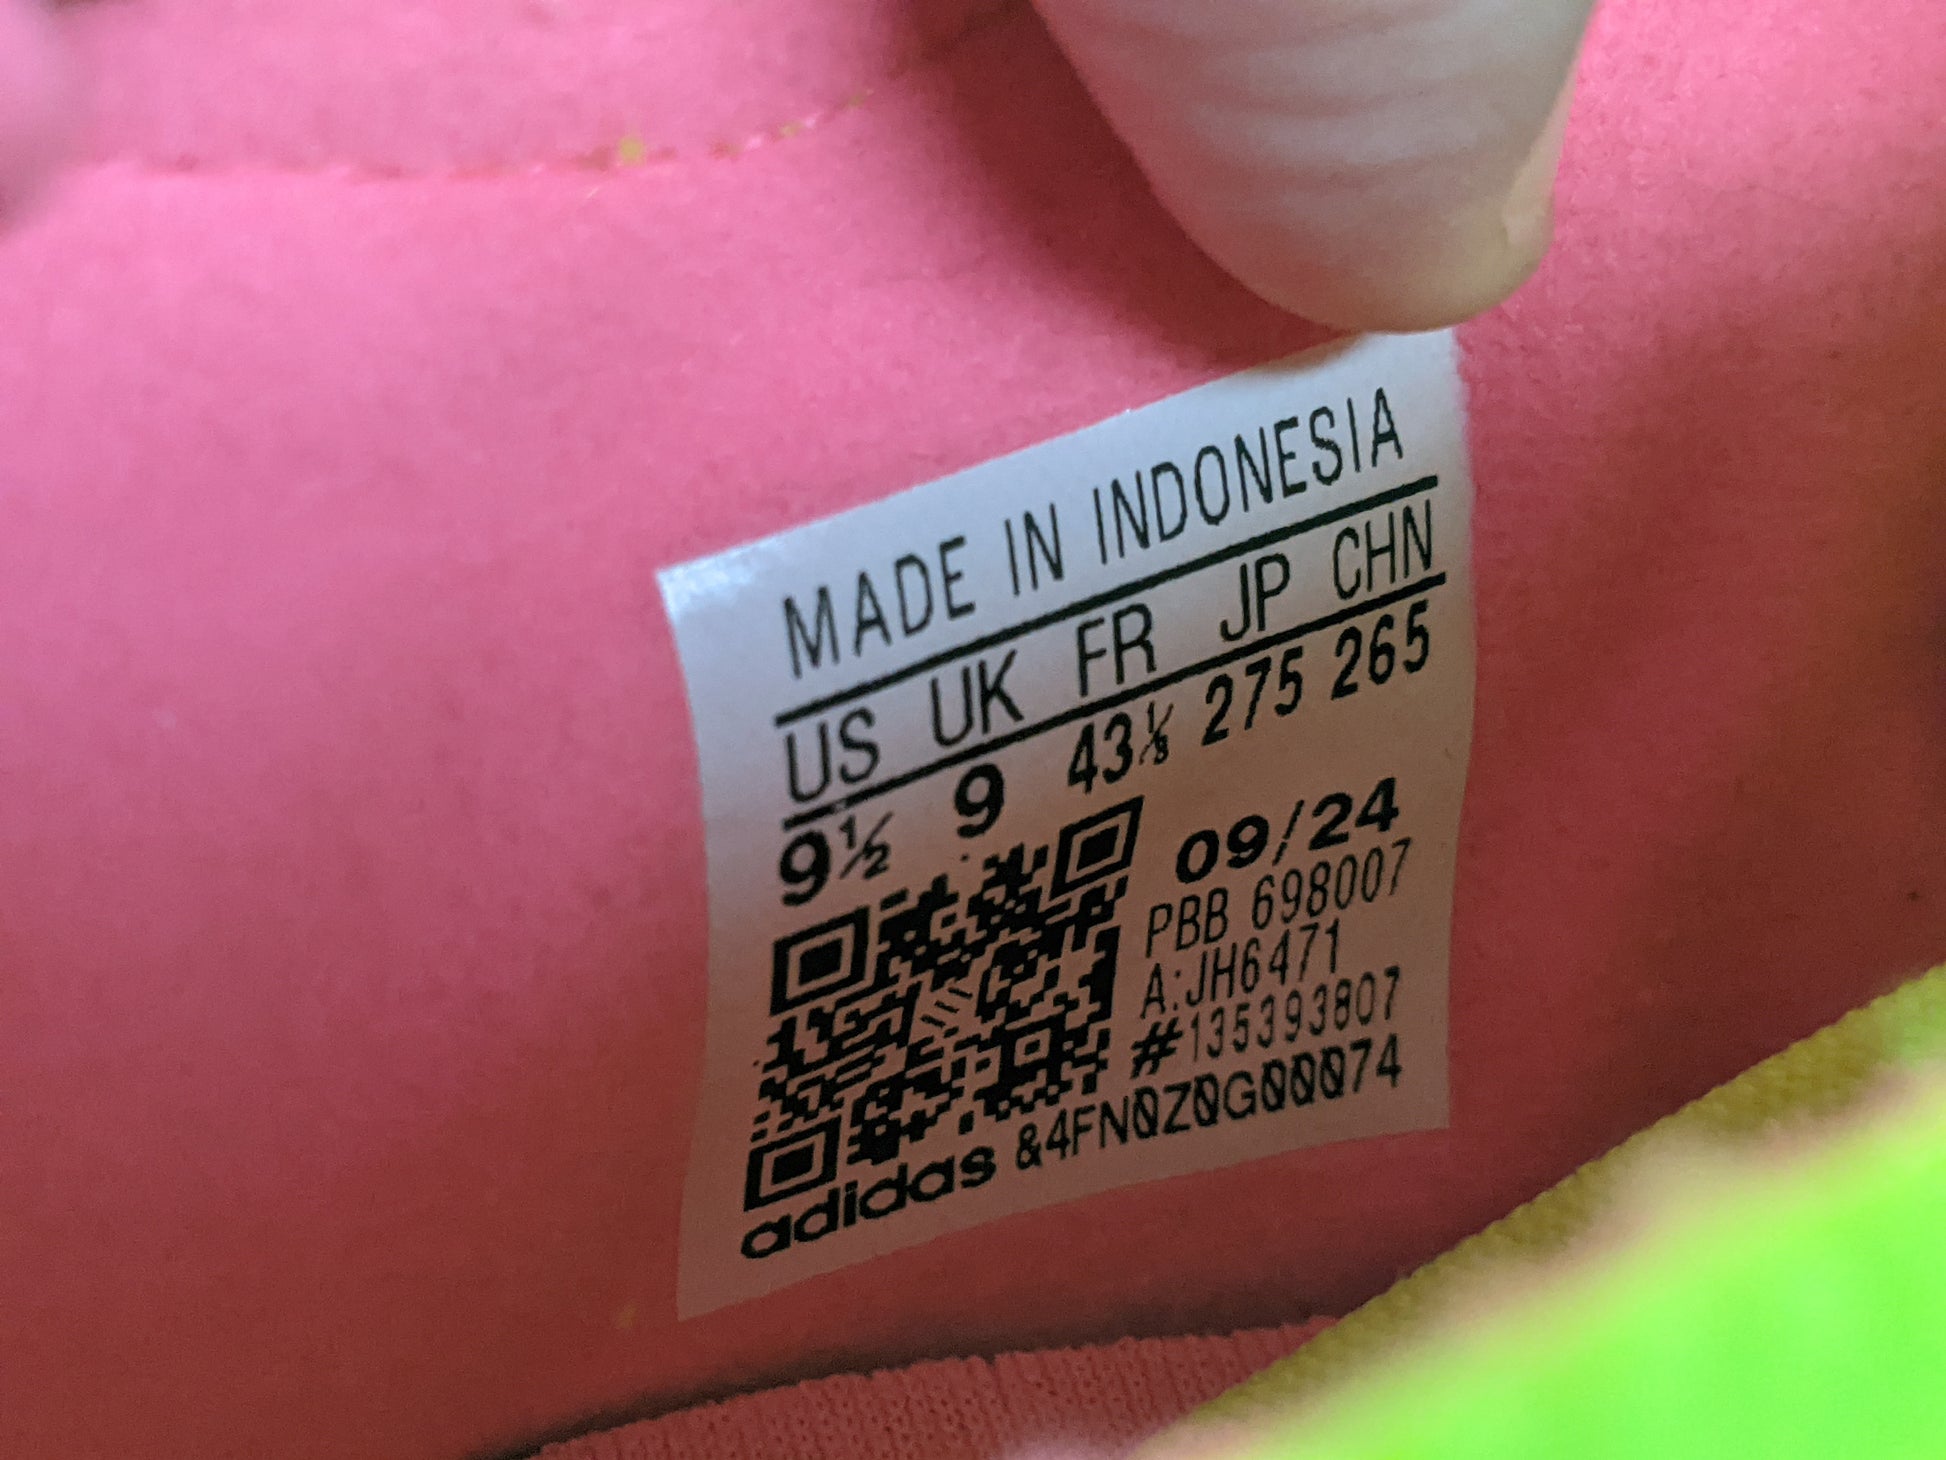 MADE IN INDONESIA
US UK FR JP CHN
9½ 9 43⅓ 275 265
09/24
PBB 698007
A:JH6471
#135393807
adidas &4FN0Z0G00074